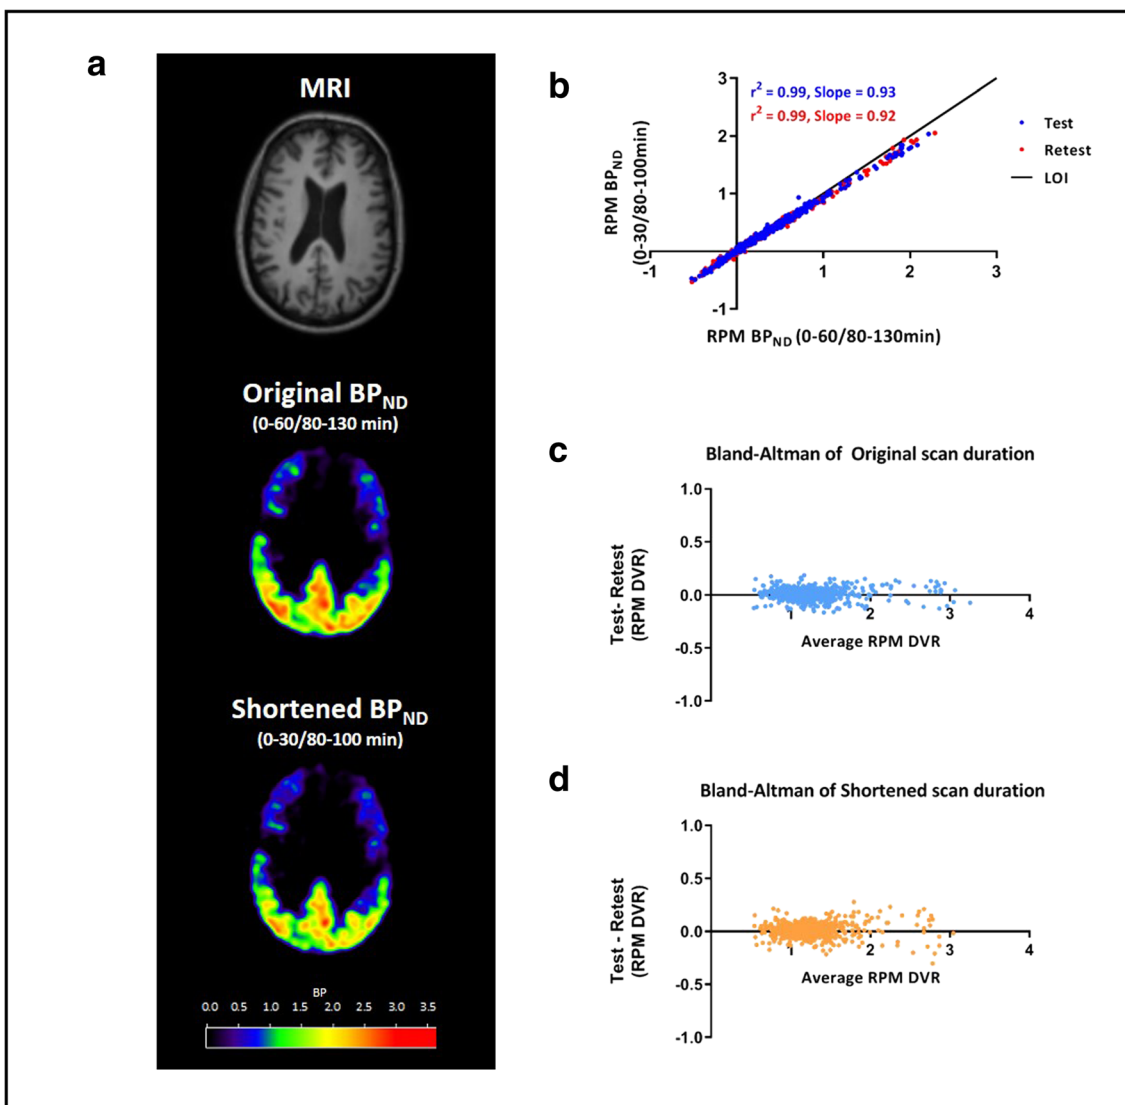 a
MRI
Original BPND
(0-60/80-130 min)
Shortened BPND
(0-30/80-100 min)
BP
0.0 0.5 1.0 1.5 2.0 2.5 3.0 3.5
b
r2 = 0.99, Slope = 0.93
r2 = 0.99, Slope = 0.92
Test
Retest
LOI
RPM BPND
(0-30/80-100min)
3
2
1
-1
-1 1 2 3
RPM BPND (0-60/80-130min)
c
Bland-Altman of Original scan duration
Test- Retest
(RPM DVR)
1.0
0.5
0.0
-0.5
-1.0
1 2 3 4
Average RPM DVR
d
Bland-Altman of Shortened scan duration
Test - Retest
(RPM DVR)
1.0
0.5
0.0
-0.5
-1.0
1 2 3 4
Average RPM DVR